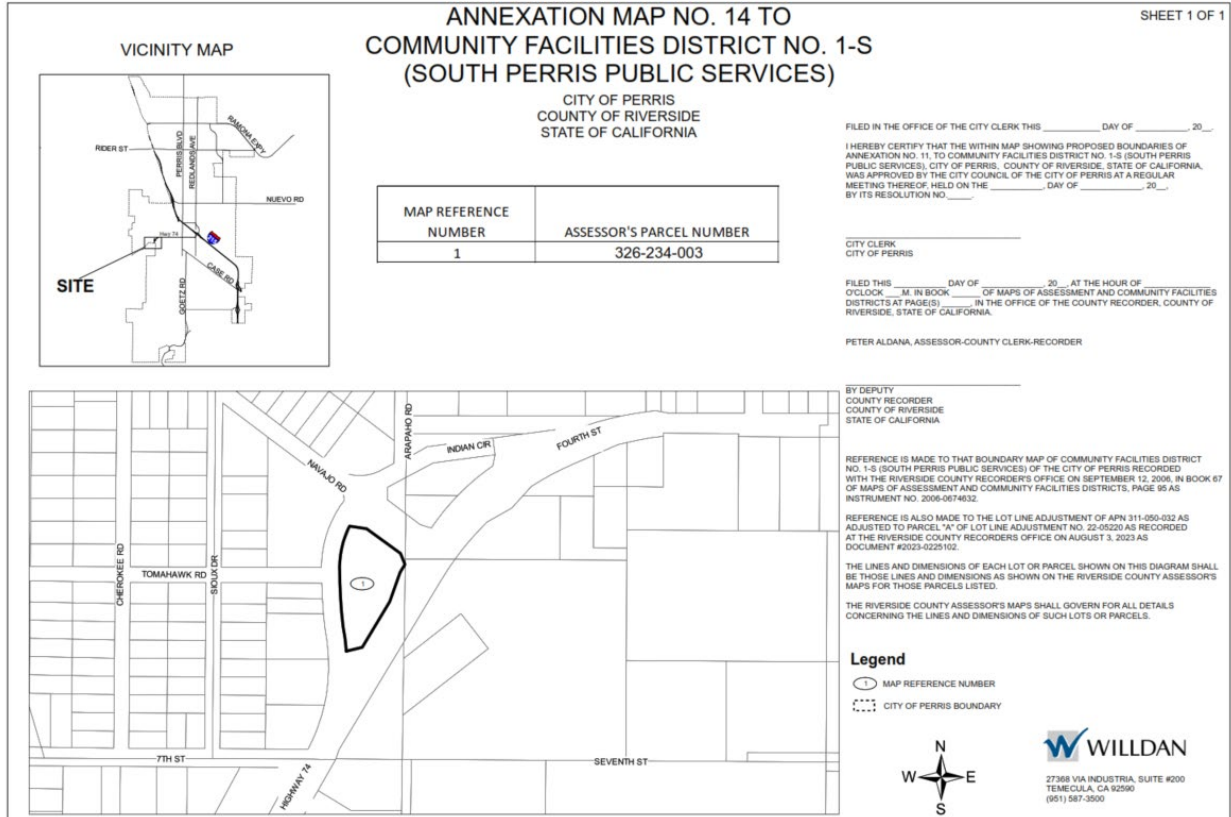 ANNEXATION MAP NO. 14 TO
COMMUNITY FACILITIES DISTRICT NO. 1-S
(SOUTH PERRIS PUBLIC SERVICES)
SHEET 1 OF 1
CITY OF PERRIS
COUNTY OF RIVERSIDE
STATE OF CALIFORNIA
VICINITY MAP
RAMONA EXPY
RIDER ST
PERRIS BLVD
REDLANDS AVE
NUEVO RD
Hwy 74
CASE RD
GOETZ RD
SITE
MAP REFERENCE NUMBER
ASSESSOR'S PARCEL NUMBER
1
326-234-003
FILED IN THE OFFICE OF THE CITY CLERK THIS __________ DAY OF _________, 20__.
I HEREBY CERTIFY THAT THE WITHIN MAP SHOWING PROPOSED BOUNDARIES OF
ANNEXATION NO. 11, TO COMMUNITY FACILITIES DISTRICT NO. 1-S (SOUTH PERRIS
PUBLIC SERVICES), CITY OF PERRIS, COUNTY OF RIVERSIDE, STATE OF CALIFORNIA,
WAS APPROVED BY THE CITY COUNCIL OF THE CITY OF PERRIS AT A REGULAR
MEETING THEREOF, HELD ON THE __________, DAY OF ___________, 20__,
BY ITS RESOLUTION NO._____.
CITY CLERK
CITY OF PERRIS
FILED THIS _________ DAY OF ___________, 20__, AT THE HOUR OF ____________
O'CLOCK ___M. IN BOOK _____ OF MAPS OF ASSESSMENT AND COMMUNITY FACILITIES
DISTRICTS AT PAGE(S) _____, IN THE OFFICE OF THE COUNTY RECORDER, COUNTY OF
RIVERSIDE, STATE OF CALIFORNIA.
PETER ALDANA, ASSESSOR-COUNTY CLERK-RECORDER
BY DEPUTY
COUNTY RECORDER
COUNTY OF RIVERSIDE
STATE OF CALIFORNIA
REFERENCE IS MADE TO THAT BOUNDARY MAP OF COMMUNITY FACILITIES DISTRICT
NO. 1-S (SOUTH PERRIS PUBLIC SERVICES) OF THE CITY OF PERRIS RECORDED
WITH THE RIVERSIDE COUNTY RECORDER'S OFFICE ON SEPTEMBER 12, 2006, IN BOOK 67
OF MAPS OF ASSESSMENT AND COMMUNITY FACILITIES DISTRICTS, PAGE 95 AS
INSTRUMENT NO. 2006-0674632.
REFERENCE IS ALSO MADE TO THE LOT LINE ADJUSTMENT OF APN 311-050-032 AS
ADJUSTED TO PARCEL "A" OF LOT LINE ADJUSTMENT NO. 22-05220 AS RECORDED
AT THE RIVERSIDE COUNTY RECORDERS OFFICE ON AUGUST 3, 2023 AS
DOCUMENT #2023-0225102.
THE LINES AND DIMENSIONS OF EACH LOT OR PARCEL SHOWN ON THIS DIAGRAM SHALL
BE THOSE LINES AND DIMENSIONS AS SHOWN ON THE RIVERSIDE COUNTY ASSESSOR'S
MAPS FOR THOSE PARCELS LISTED.
THE RIVERSIDE COUNTY ASSESSOR'S MAPS SHALL GOVERN FOR ALL DETAILS
CONCERNING THE LINES AND DIMENSIONS OF SUCH LOTS OR PARCELS.
ARAPAHO RD
INDIAN CIR
FOURTH ST
NAVAJO RD
CHEROKEE RD
TOMAHAWK RD
SIOUX DR
1
7TH ST
SEVENTH ST
HIGHWAY 74
Legend
1 MAP REFERENCE NUMBER
CITY OF PERRIS BOUNDARY
N
W E
S
WILLDAN
27368 VIA INDUSTRIA, SUITE #200
TEMECULA, CA 92590
(951) 587-3500